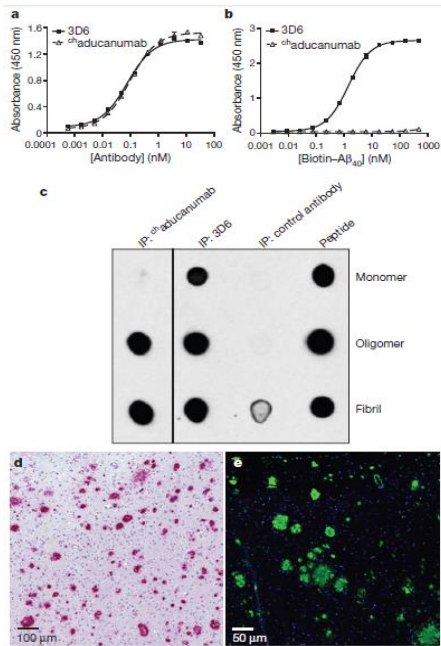 a
3D6
chaducanumab
Absorbance (450 nm)
1.6
1.2
0.8
0.4
0
0.0001
0.01
0.1
1
10
100
[Antibody] (nM)
b
3D6
chaducanumab
Absorbance (450 nm)
3
2
1
0
0.001
0.01
0.1
1
10
100
1000
[Biotin–Aβ40] (nM)
c
IP: chaducanumab
IP: 3D6
IP: control antibody
Peptide
Monomer
Oligomer
Fibril
d
100 μm
e
50 μm